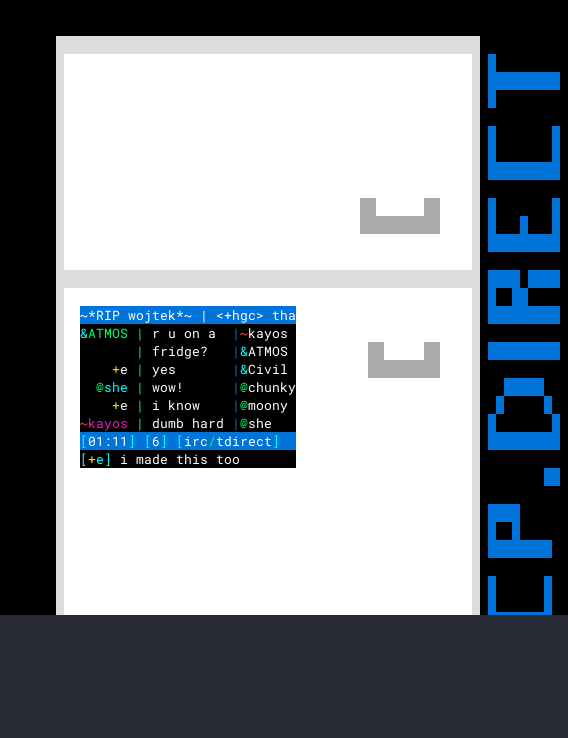 ~*RIP wojtek*~ | <+hgc> tha
&ATMOS | r u on a |~kayos
| fridge? |&ATMOS
+e | yes |&Civil
@she | wow! |@chunky
+e | i know |@moony
~kayos | dumb hard |@she
[01:11] [6] [irc/tdirect]
[+e] i made this too
CP.DIRECT